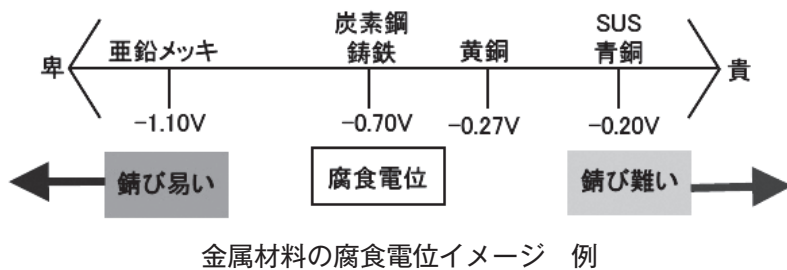 卑
亜鉛メッキ
炭素鋼
鋳鉄
黄銅
SUS
青銅
貴
-1.10V
-0.70V
-0.27V
-0.20V
錆び易い
腐食電位
錆び難い
金属材料の腐食電位イメージ　例